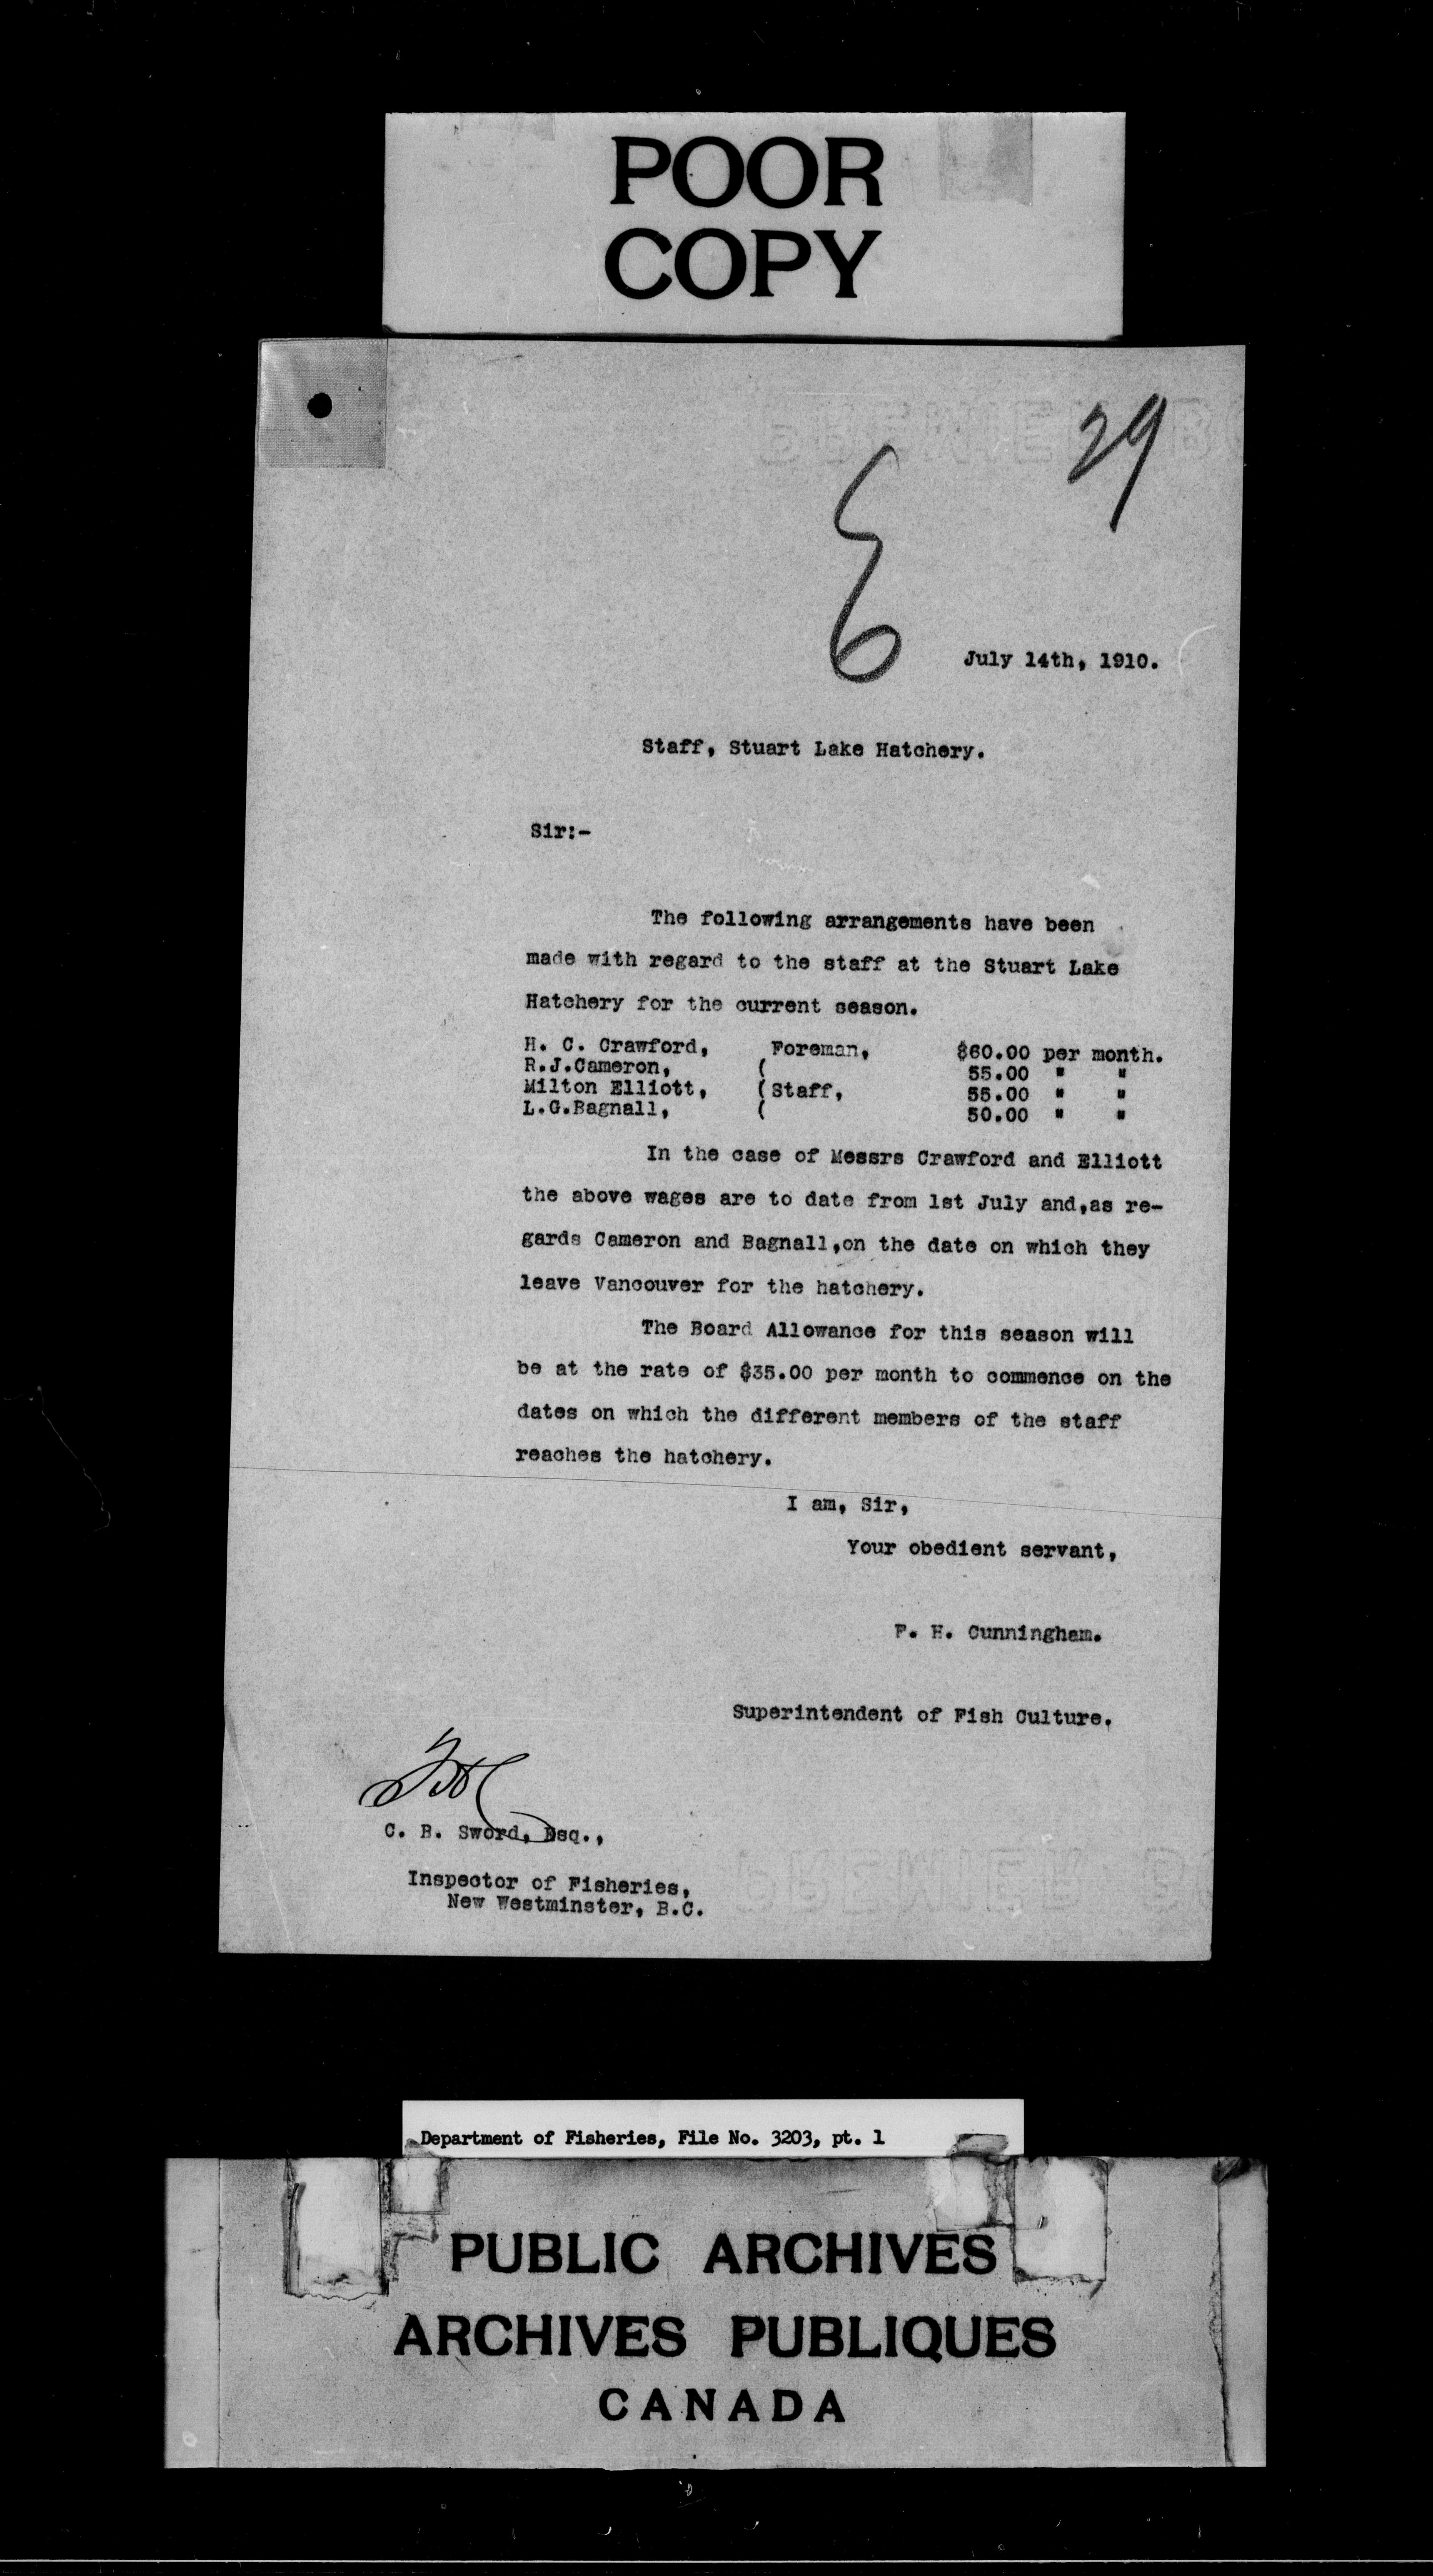 POOR
COPY
29
July 14th, 1910.
Staff, Stuart Lake Hatchery.
Sir:-
The following arrangements have been
made with regard to the staff at the Stuart Lake
Hatchery for the current season.
H. C. Crawford, Foreman, $60.00 per month.
R.J.Cameron, ( 55.00 " "
Milton Elliott, (Staff, 55.00 " "
L.G.Bagnall, ( 50.00 " "
In the case of Messrs Crawford and Elliott
the above wages are to date from 1st July and,as re-
gards Cameron and Bagnall,on the date on which they
leave Vancouver for the hatchery.
The Board Allowance for this season will
be at the rate of $35.00 per month to commence on the
dates on which the different members of the staff
reaches the hatchery.
I am, Sir,
Your obedient servant,
F. H. Cunningham.
Superintendent of Fish Culture.
C. B. Sword, Esq.,
Inspector of Fisheries,
New Westminster, B.C.
Department of Fisheries, File No. 3203, pt. 1
PUBLIC ARCHIVES
ARCHIVES PUBLIQUES
CANADA